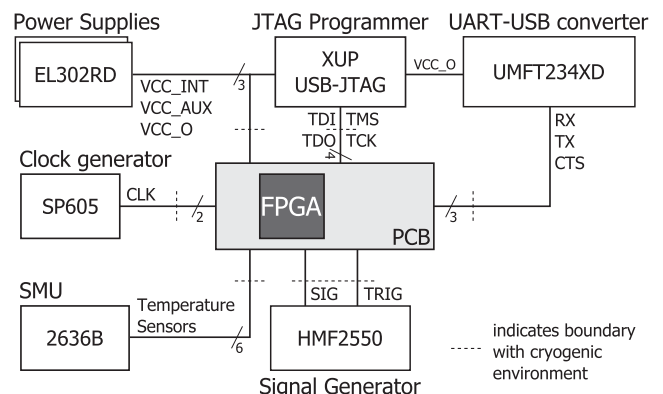 Power Supplies
JTAG Programmer
UART-USB converter
EL302RD
XUP
USB-JTAG
UMFT234XD
VCC_O
3
VCC_INT
VCC_AUX
VCC_O
TDI TMS
TDO TCK
4
RX
TX
CTS
Clock generator
SP605
CLK
2
FPGA
PCB
3
SMU
2636B
Temperature
Sensors
6
SIG
TRIG
HMF2550
Signal Generator
indicates boundary
with cryogenic
environment